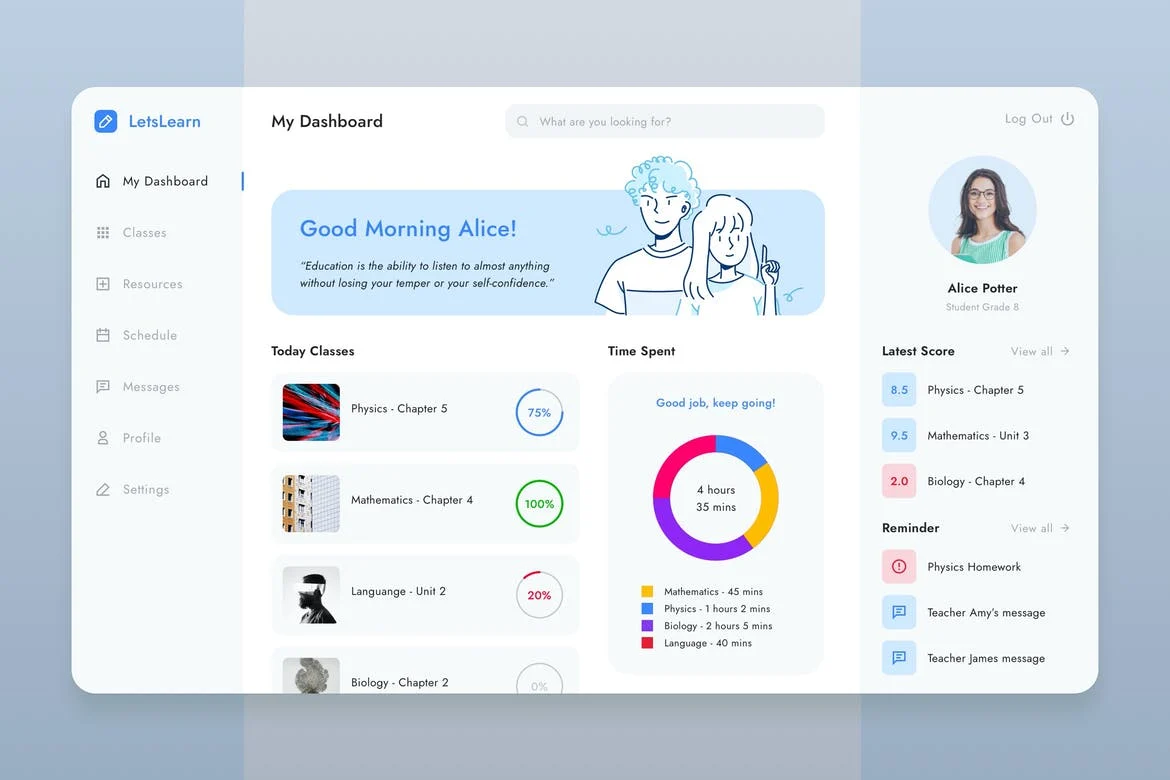 LetsLearn
My Dashboard
Classes
Resources
Schedule
Messages
Profile
Settings
My Dashboard
What are you looking for?
Good Morning Alice!
“Education is the ability to listen to almost anything
without losing your temper or your self-confidence.”
Today Classes
Physics - Chapter 5
75%
Mathematics - Chapter 4
100%
Languange - Unit 2
20%
Biology - Chapter 2
0%
Time Spent
Good job, keep going!
4 hours
35 mins
Mathematics - 45 mins
Physics - 1 hours 2 mins
Biology - 2 hours 5 mins
Language - 40 mins
Log Out
Alice Potter
Student Grade 8
Latest Score
View all
8.5
Physics - Chapter 5
9.5
Mathematics - Unit 3
2.0
Biology - Chapter 4
Reminder
View all
Physics Homework
Teacher Amy's message
Teacher James message